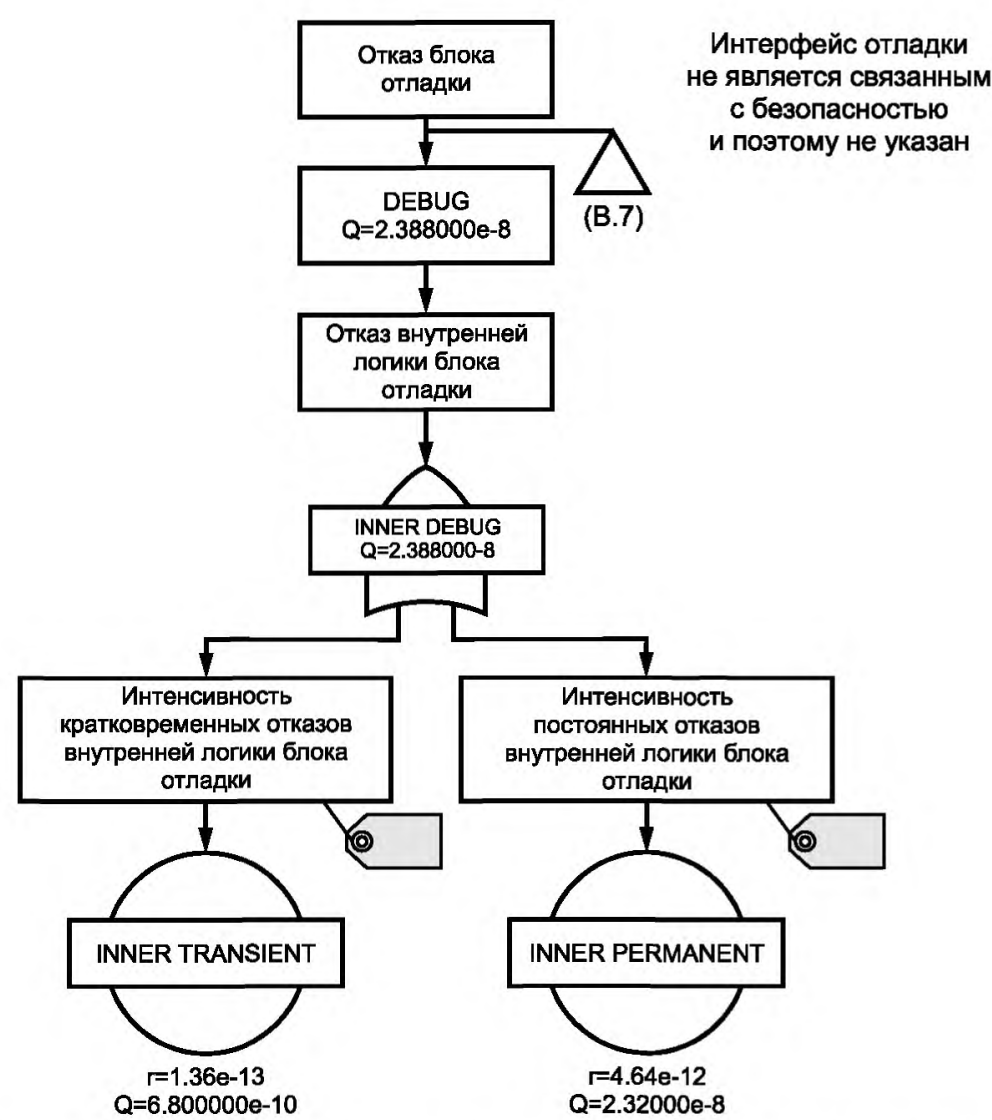 Отказ блока
отладки
Интерфейс отладки
не является связанным
с безопасностью
и поэтому не указан
DEBUG
Q=2.388000e-8
(B.7)
Отказ внутренней
логики блока
отладки
INNER DEBUG
Q=2.388000-8
Интенсивность
кратковременных отказов
внутренней логики блока
отладки
Интенсивность
постоянных отказов
внутренней логики блока
отладки
INNER TRANSIENT
INNER PERMANENT
r=1.36e-13
Q=6.800000e-10
r=4.64e-12
Q=2.32000e-8